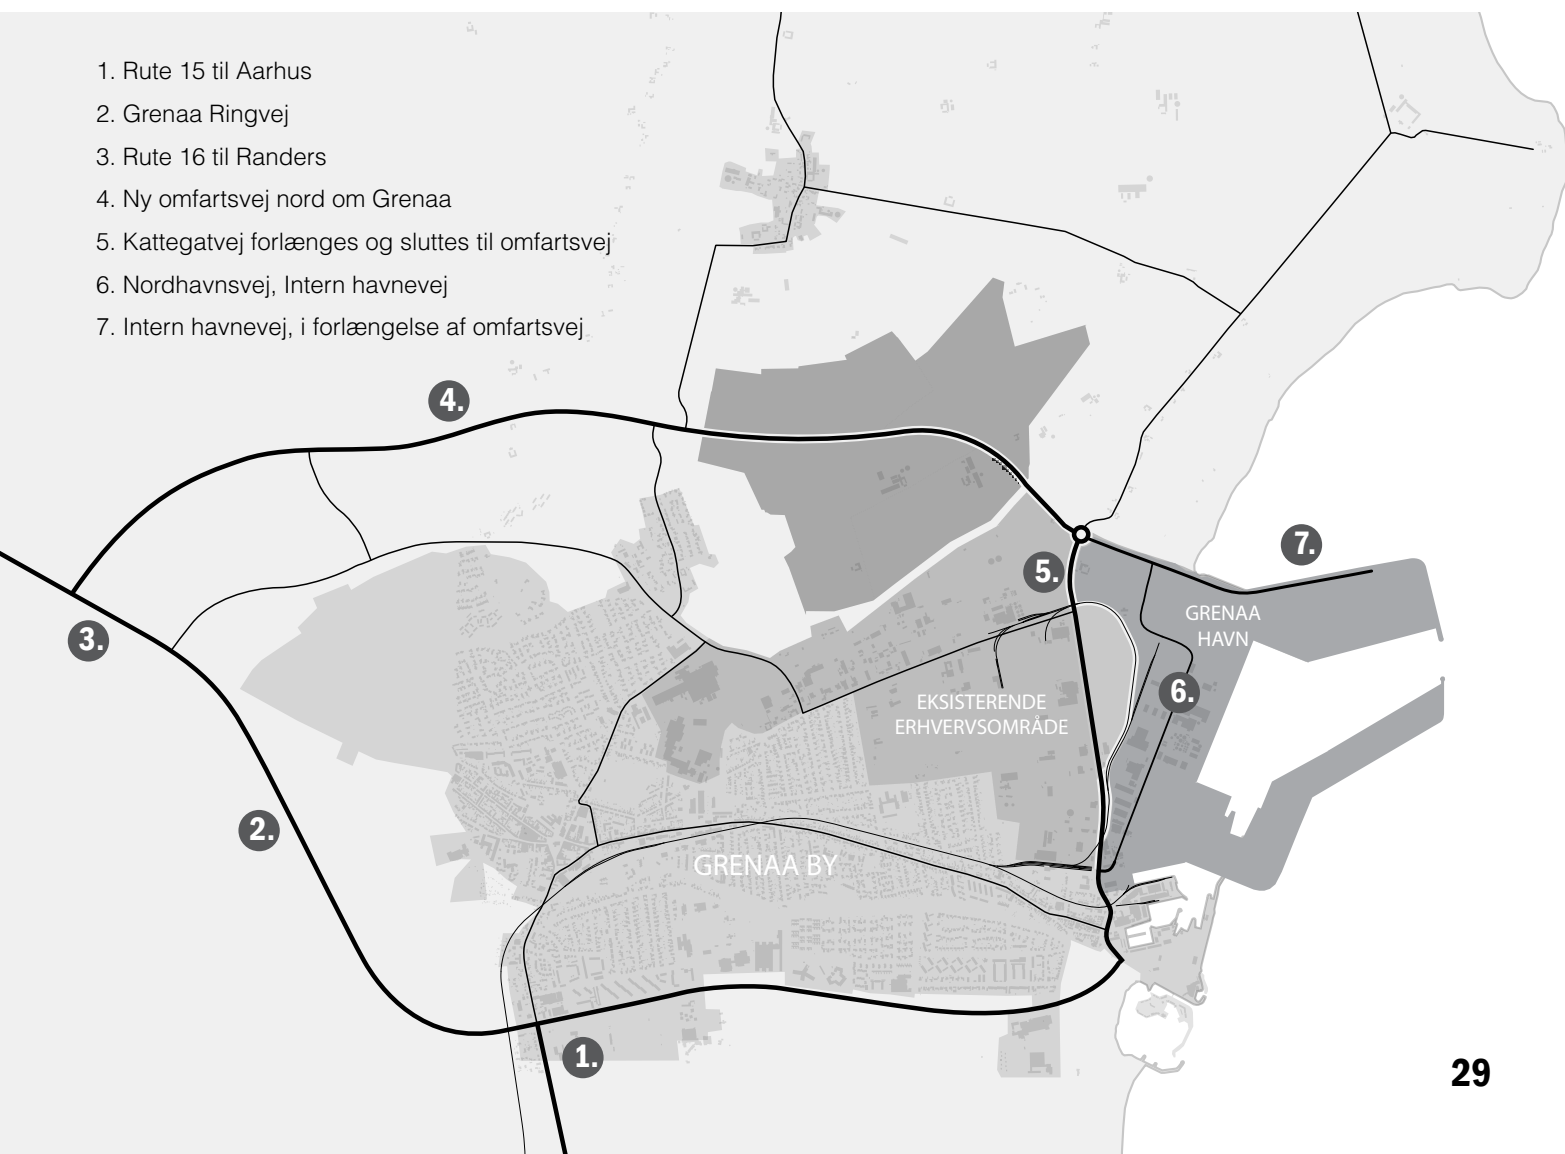 1. Rute 15 til Aarhus
2. Grenaa Ringvej
3. Rute 16 til Randers
4. Ny omfartsvej nord om Grenaa
5. Kattegatvej forlænges og sluttes til omfartsvej
6. Nordhavnsvej, Intern havnevej
7. Intern havnevej, i forlængelse af omfartsvej
4.
7.
5.
GRENAA
HAVN
3.
6.
EKSISTERENDE
ERHVERVSOMRÅDE
2.
GRENAA BY
1.
29